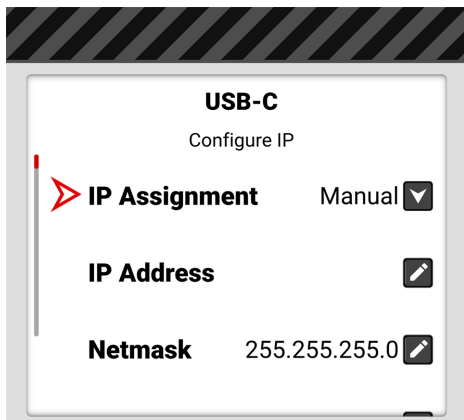 USB-C
Configure IP
IP Assignment Manual
IP Address
Netmask 255.255.255.0